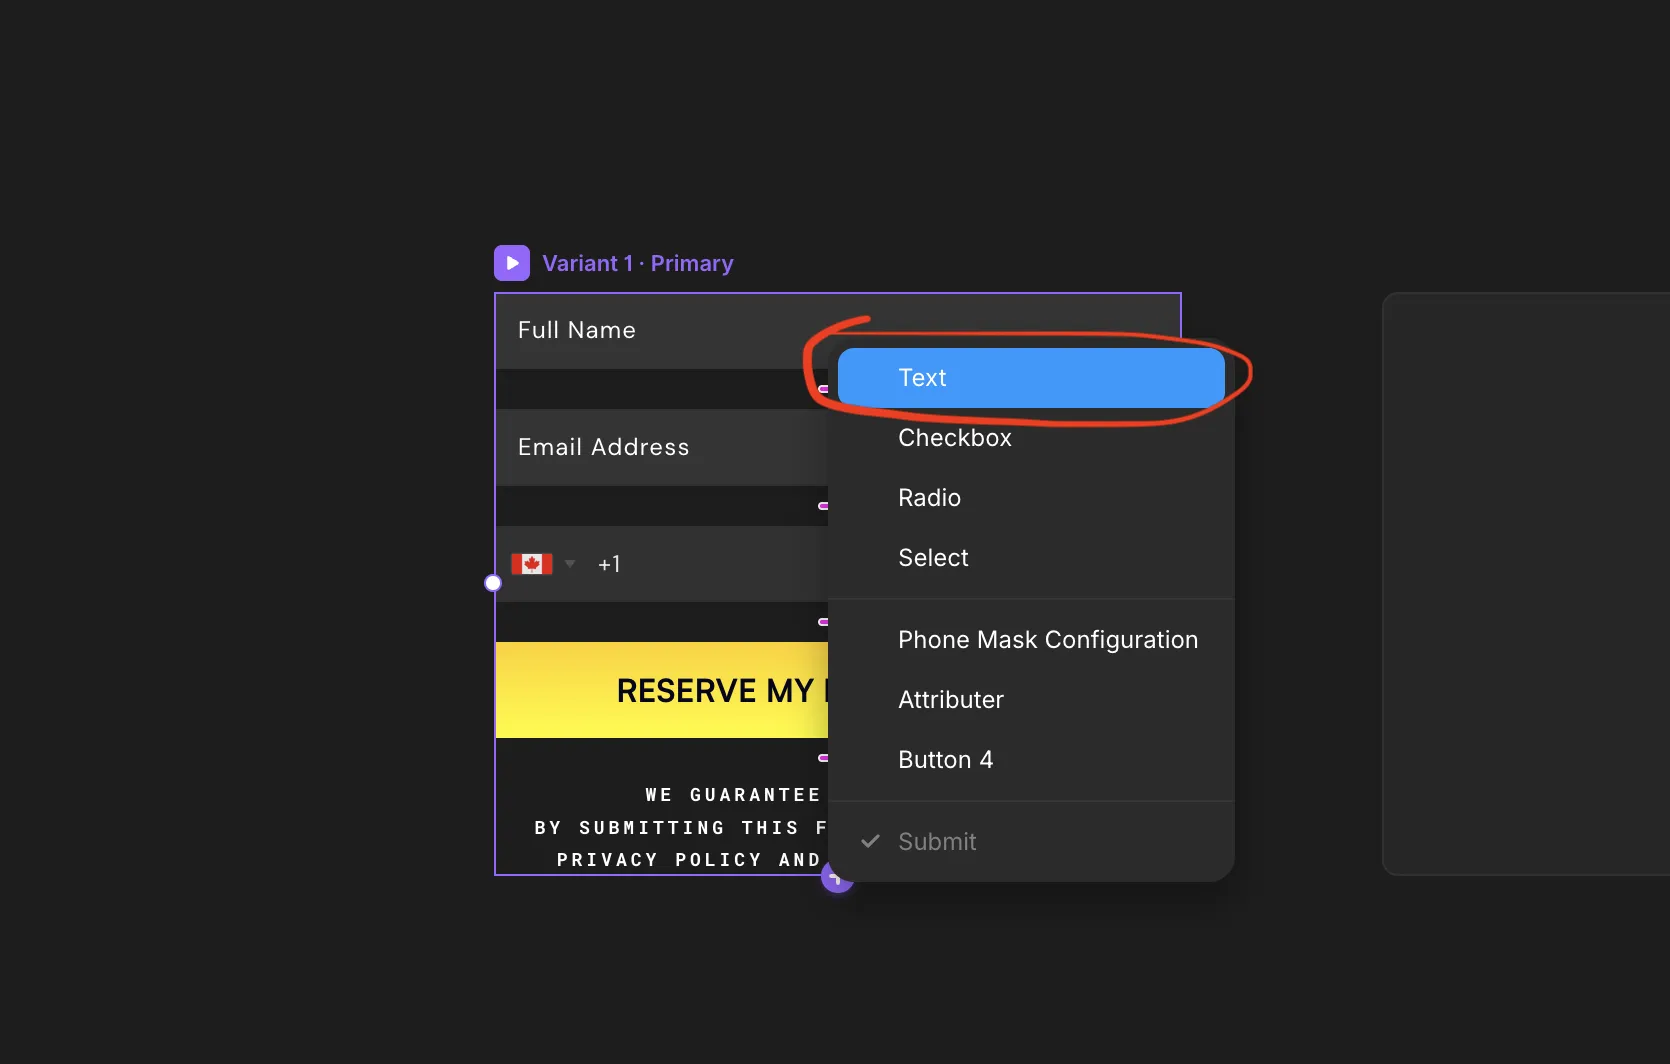 Variant 1 · Primary
Full Name
Email Address
+1
RESERVE MY
WE GUARANTEE
BY SUBMITTING THIS F
PRIVACY POLICY AND
Text
Checkbox
Radio
Select
Phone Mask Configuration
Attributer
Button 4
Submit